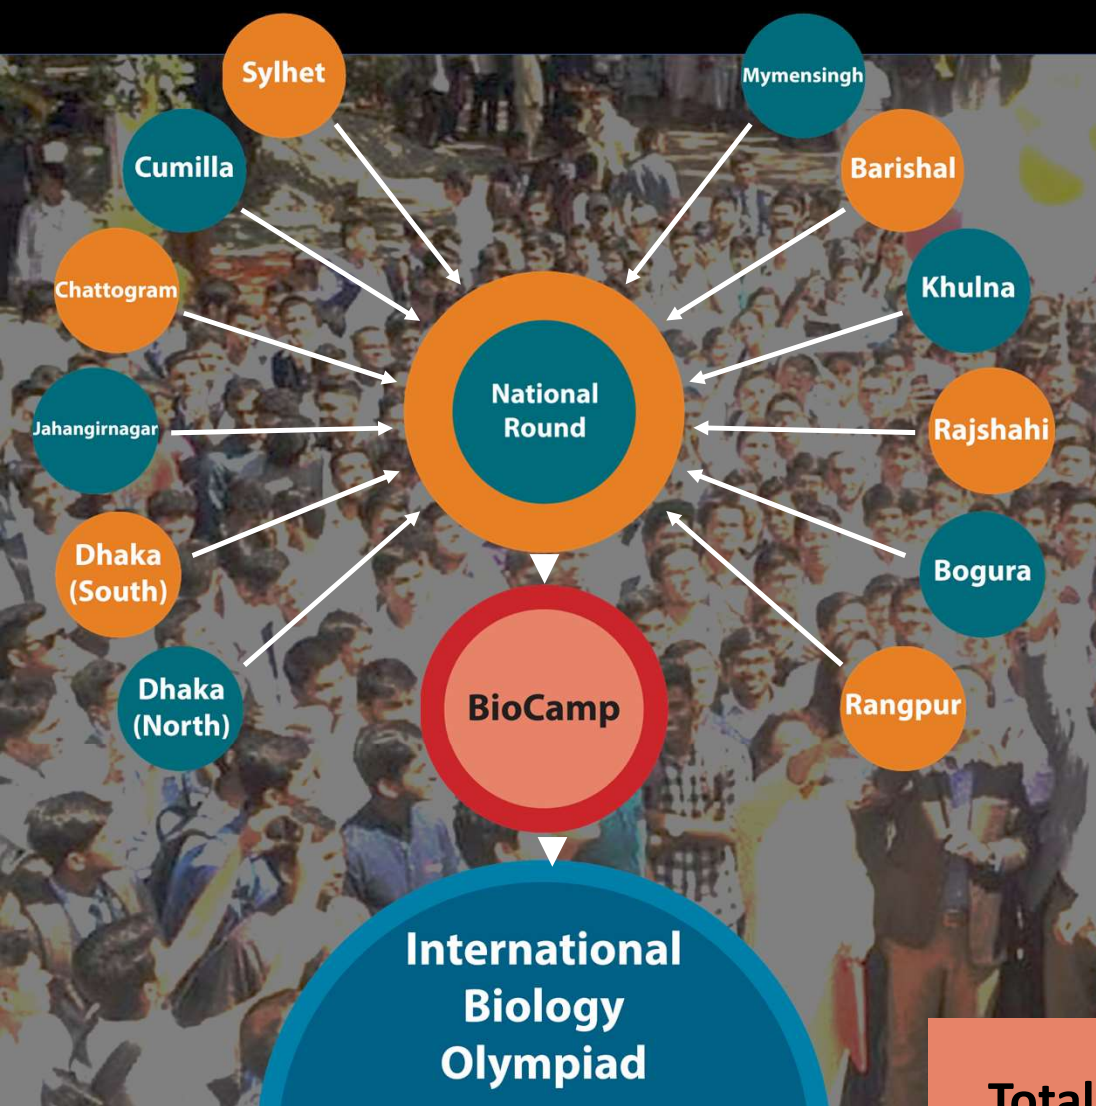 Sylhet
Mymensingh
Cumilla
Barishal
Chattogram
Khulna
National
Round
Jahangirnagar
Rajshahi
Dhaka
(South)
Bogura
Dhaka
(North)
BioCamp
Rangpur
International
Biology
Olympiad
Total